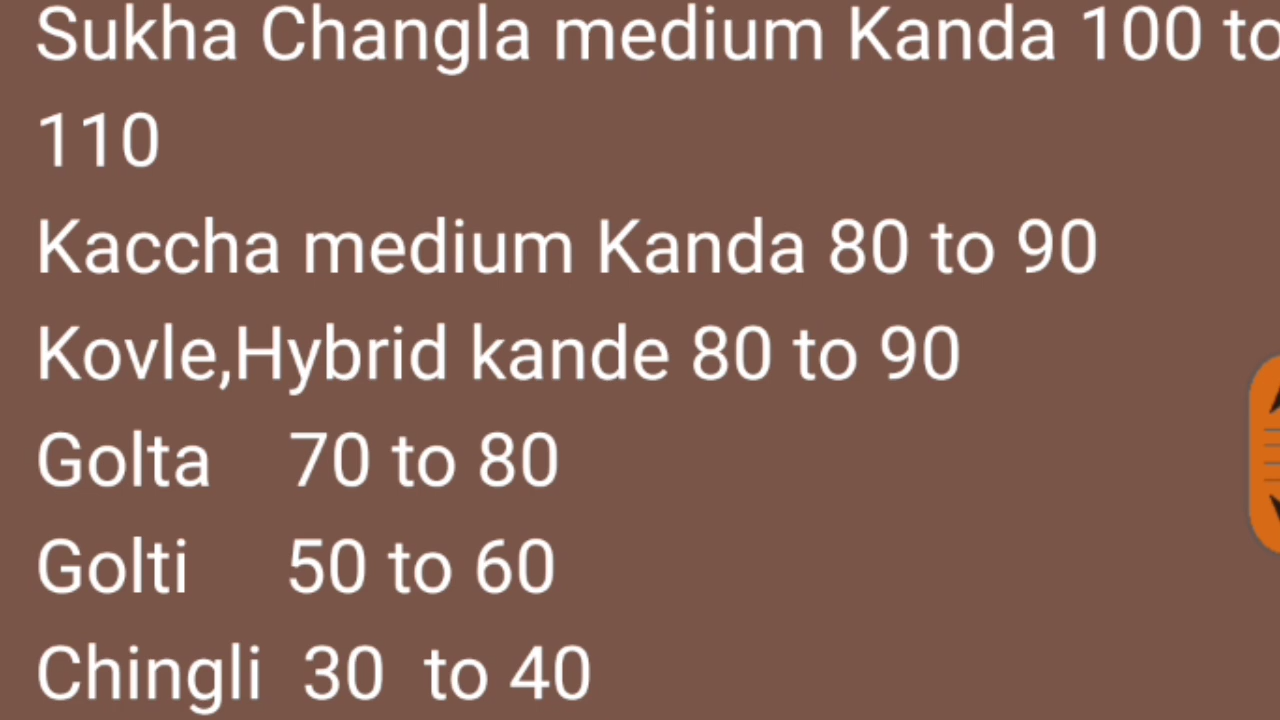 Sukha Changla medium Kanda 100 to
110
Kaccha medium Kanda 80 to 90
Kovle,Hybrid kande 80 to 90
Golta 70 to 80
Golti 50 to 60
Chingli 30 to 40